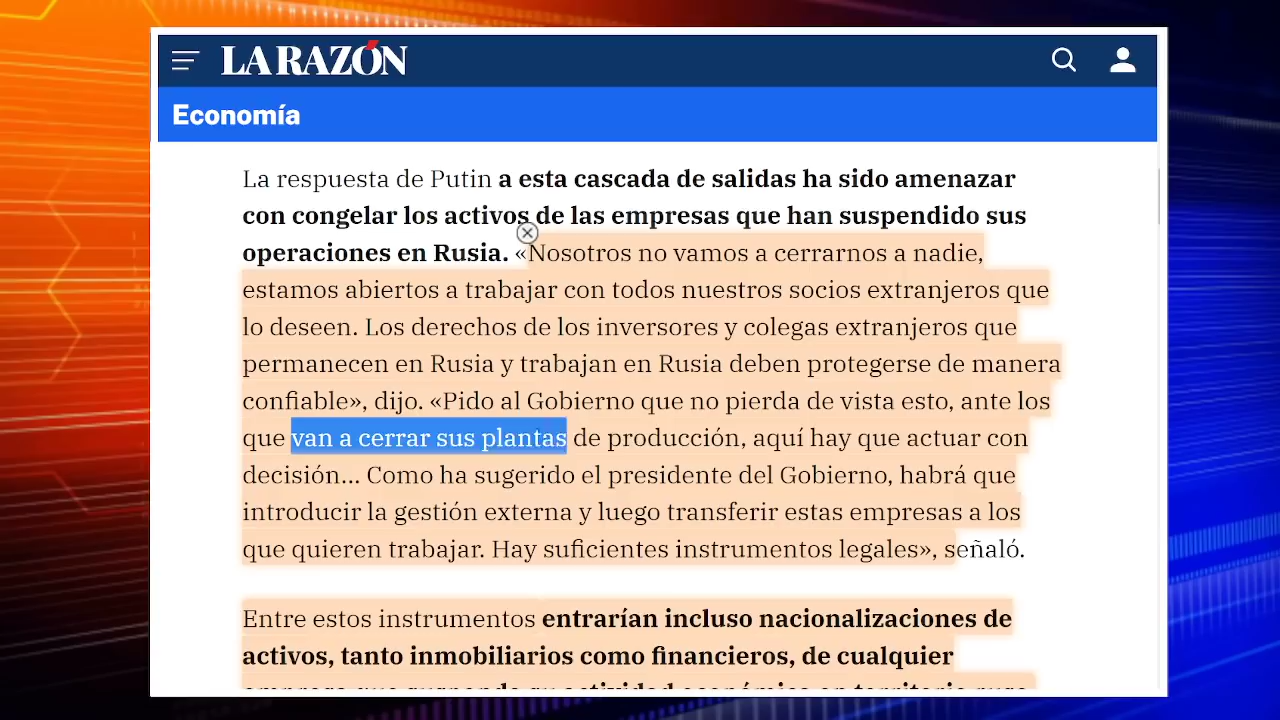 LA RAZÓN
Economía
La respuesta de Putin a esta cascada de salidas ha sido amenazar
con congelar los activos de las empresas que han suspendido sus
operaciones en Rusia. «Nosotros no vamos a cerrarnos a nadie,
estamos abiertos a trabajar con todos nuestros socios extranjeros que
lo deseen. Los derechos de los inversores y colegas extranjeros que
permanecen en Rusia y trabajan en Rusia deben protegerse de manera
confiable», dijo. «Pido al Gobierno que no pierda de vista esto, ante los
que van a cerrar sus plantas de producción, aquí hay que actuar con
decisión... Como ha sugerido el presidente del Gobierno, habrá que
introducir la gestión externa y luego transferir estas empresas a los
que quieren trabajar. Hay suficientes instrumentos legales», señaló.
Entre estos instrumentos entrarían incluso nacionalizaciones de
activos, tanto inmobiliarios como financieros, de cualquier